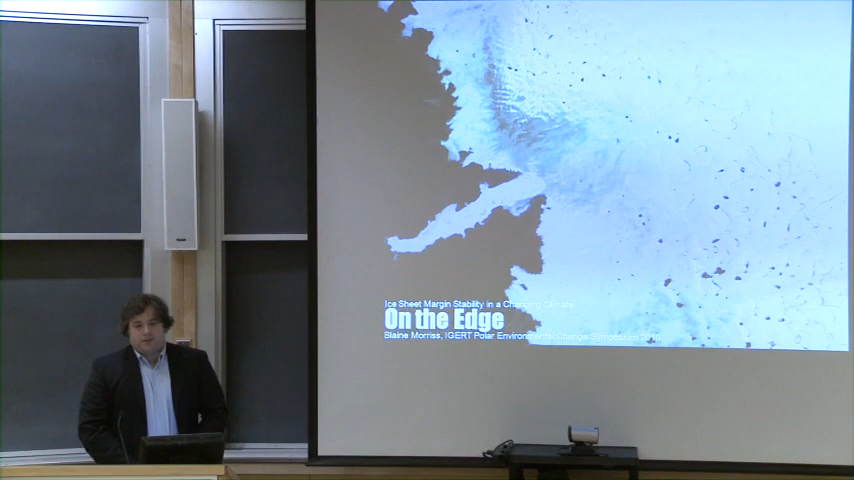 Ice Sheet Margin Stability in a Changing Climate
On the Edge
Blaine Morriss, IGERT Polar Environmental Change Symposium